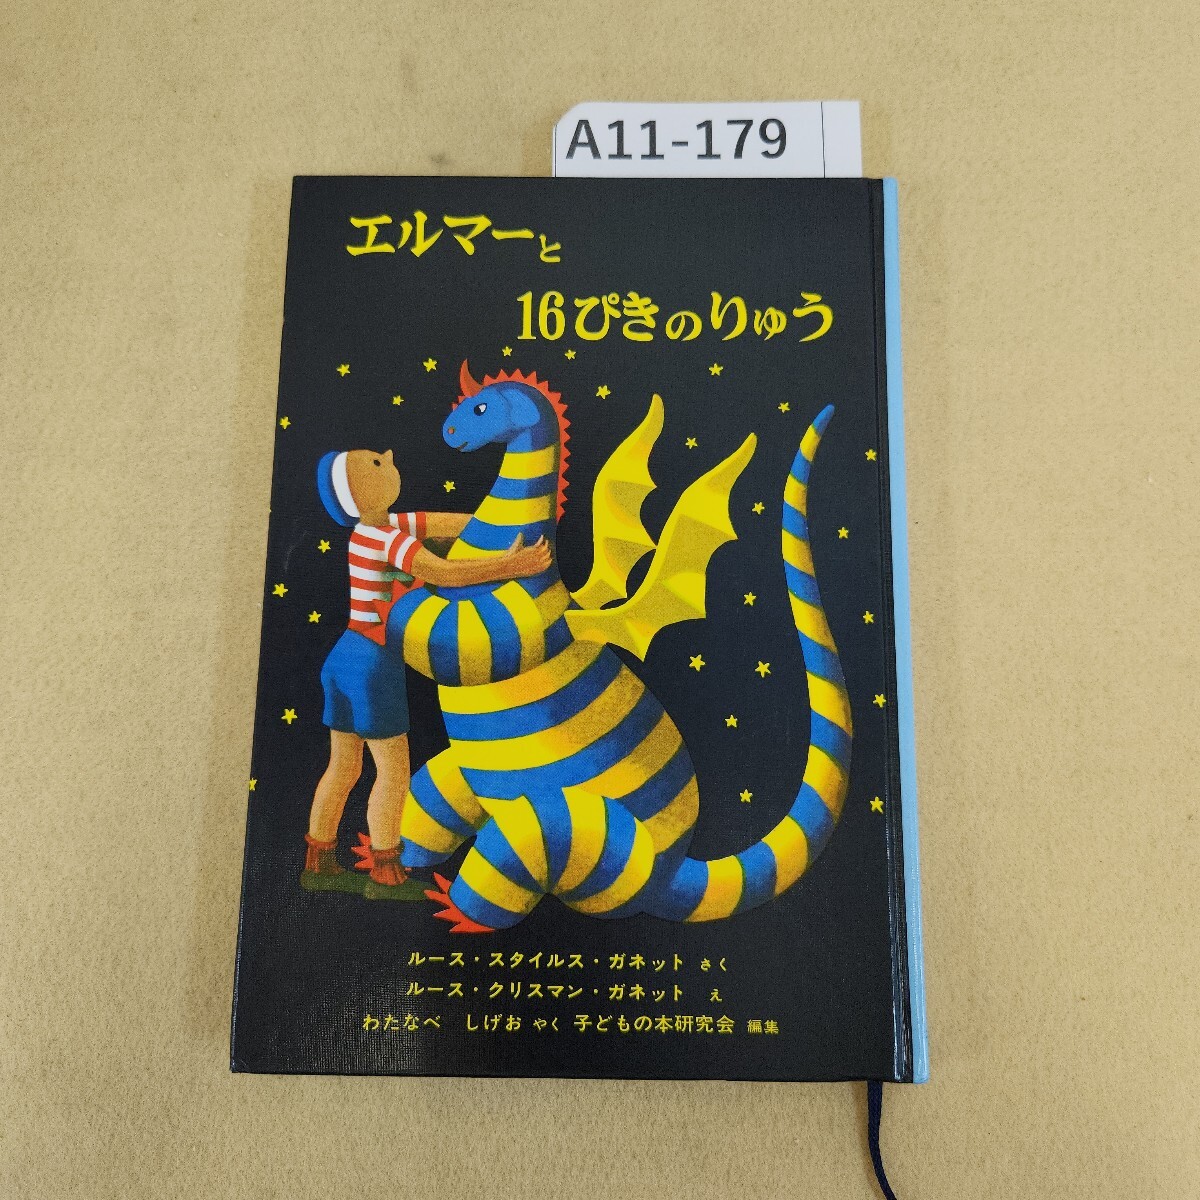 A11-179
エルマーと
16ぴきのりゅう
ルース・スタイルス・ガネット さく
ルース・クリスマン・ガネット え
わたなべ しげお やく 子どもの本研究会 編集